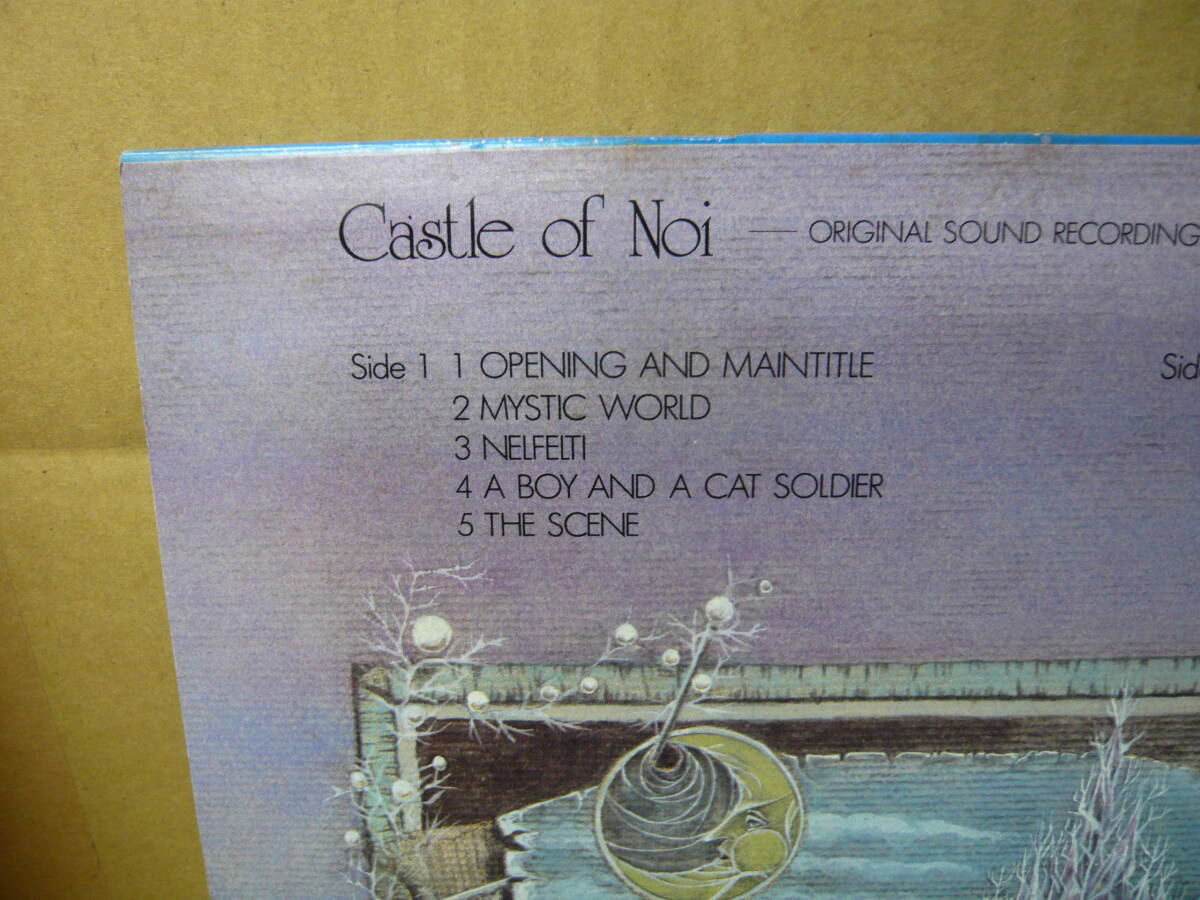 Castle of Noi — ORIGINAL SOUND RECORDING
Side 1 1 OPENING AND MAINTITLE
2 MYSTIC WORLD
3 NELFELTI
4 A BOY AND A CAT SOLDIER
5 THE SCENE